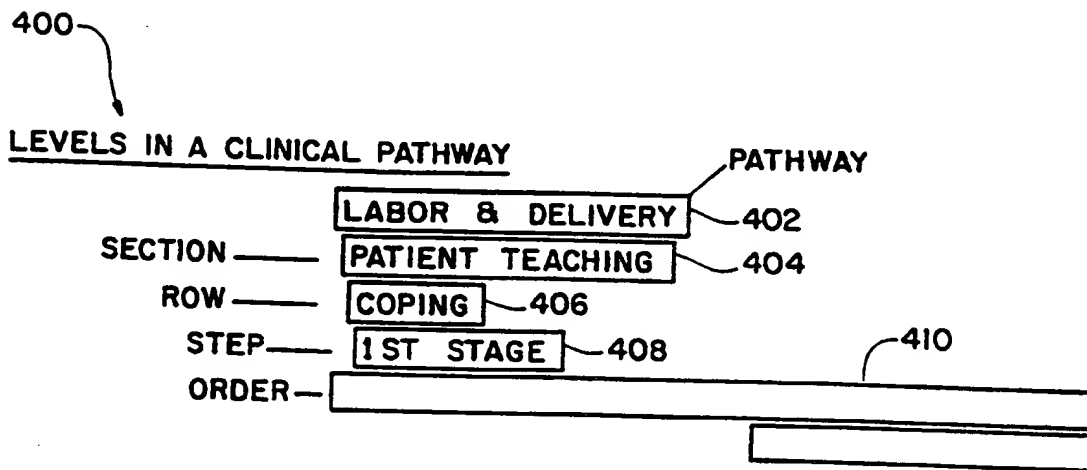 400
LEVELS IN A CLINICAL PATHWAY
PATHWAY
LABOR & DELIVERY 402
SECTION PATIENT TEACHING 404
ROW COPING 406
STEP 1ST STAGE 408
410
ORDER